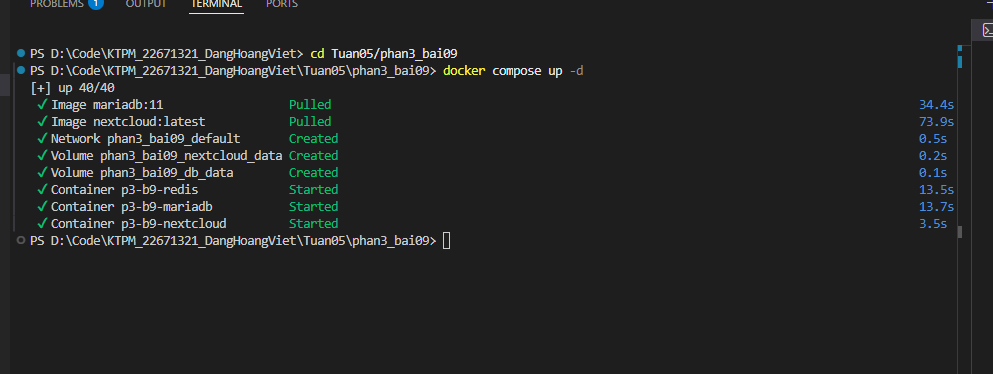 PROBLEMS 1 OUTPUT TERMINAL PORTS
PS D:\Code\KTPM_22671321_DangHoangViet> cd Tuan05/phan3_bai09
PS D:\Code\KTPM_22671321_DangHoangViet\Tuan05\phan3_bai09> docker compose up -d
[+] up 40/40
✓ Image mariadb:11 Pulled 34.4s
✓ Image nextcloud:latest Pulled 73.9s
✓ Network phan3_bai09_default Created 0.5s
✓ Volume phan3_bai09_nextcloud_data Created 0.2s
✓ Volume phan3_bai09_db_data Created 0.1s
✓ Container p3-b9-redis Started 13.5s
✓ Container p3-b9-mariadb Started 13.7s
✓ Container p3-b9-nextcloud Started 3.5s
PS D:\Code\KTPM_22671321_DangHoangViet\Tuan05\phan3_bai09>